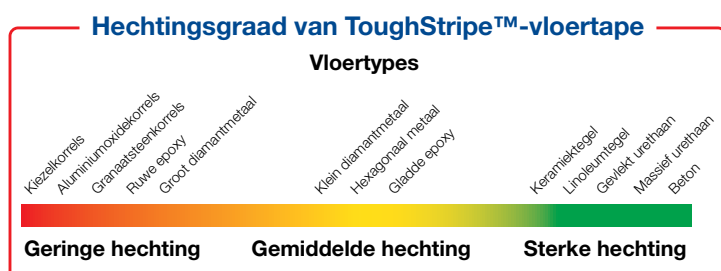 Hechtingsgraad van ToughStripe™-vloertape
Vloertypes
Kiezelkorrels
Aluminiumoxidekorrels
Granaatsteenkorrels
Ruwe epoxy
Groot diamantmetaal
Klein diamantmetaal
Hexagonaal metaal
Gladde epoxy
Keramiektegel
Linoleumtegel
Gevlekt urethaan
Massief urethaan
Beton
Geringe hechting
Gemiddelde hechting
Sterke hechting